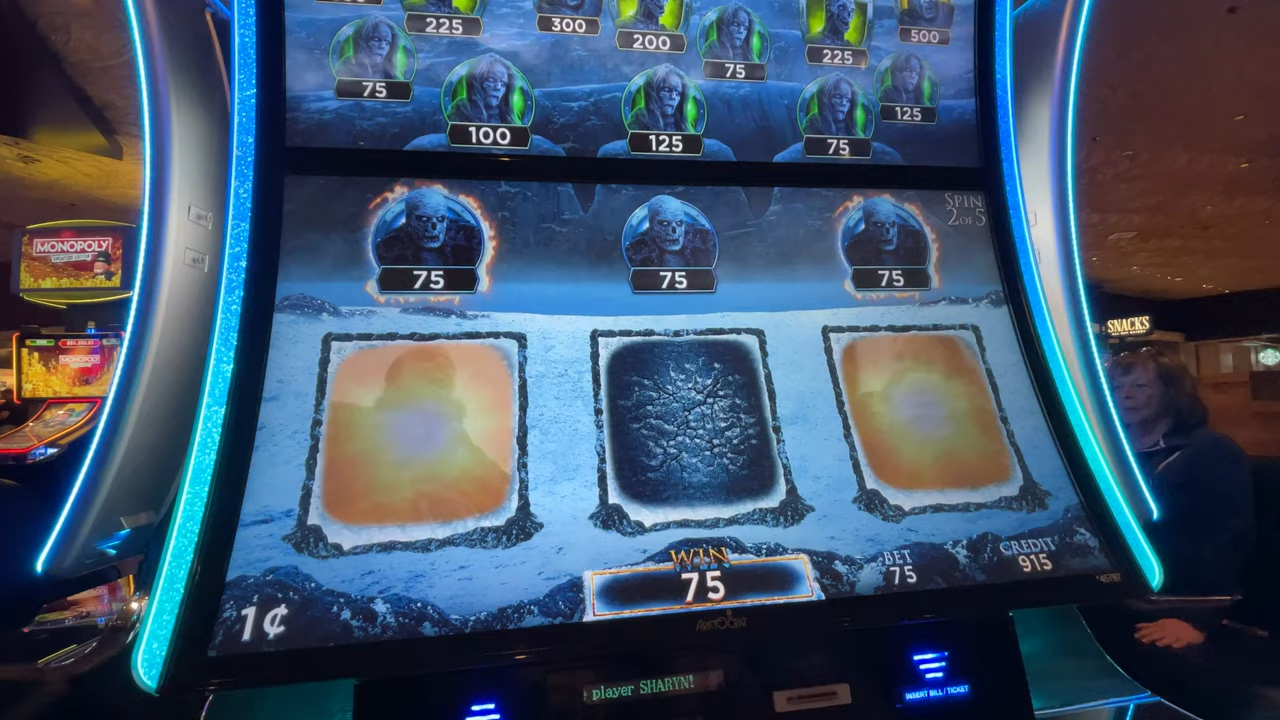 225
300
200
225
500
75
75
100
125
75
125
SPIN
2 OF 5
75
75
75
MONOPOLY
MONOPOLY
SNACKS
WIN
75
BET
75
CREDIT
915
1¢
ARISTOCRAT
player SHARYN!
INSERT BILL / TICKET